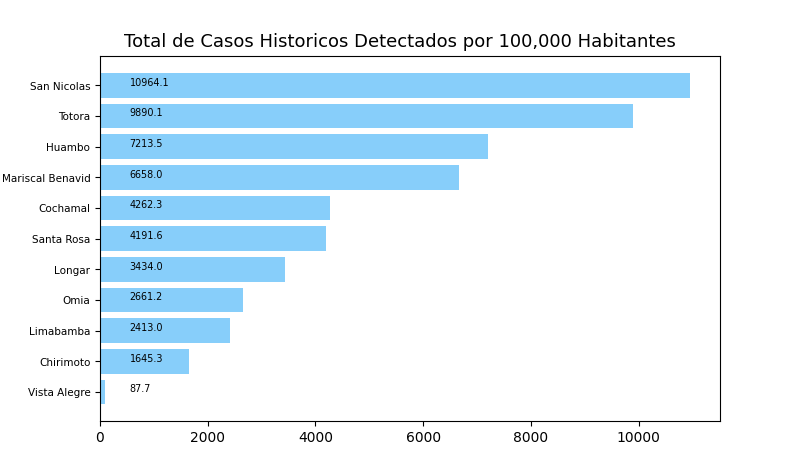 Total de Casos Historicos Detectados por 100,000 Habitantes
San Nicolas 10964.1
Totora 9890.1
Huambo 7213.5
Mariscal Benavid 6658.0
Cochamal 4262.3
Santa Rosa 4191.6
Longar 3434.0
Omia 2661.2
Limabamba 2413.0
Chirimoto 1645.3
Vista Alegre 87.7
0 2000 4000 6000 8000 10000